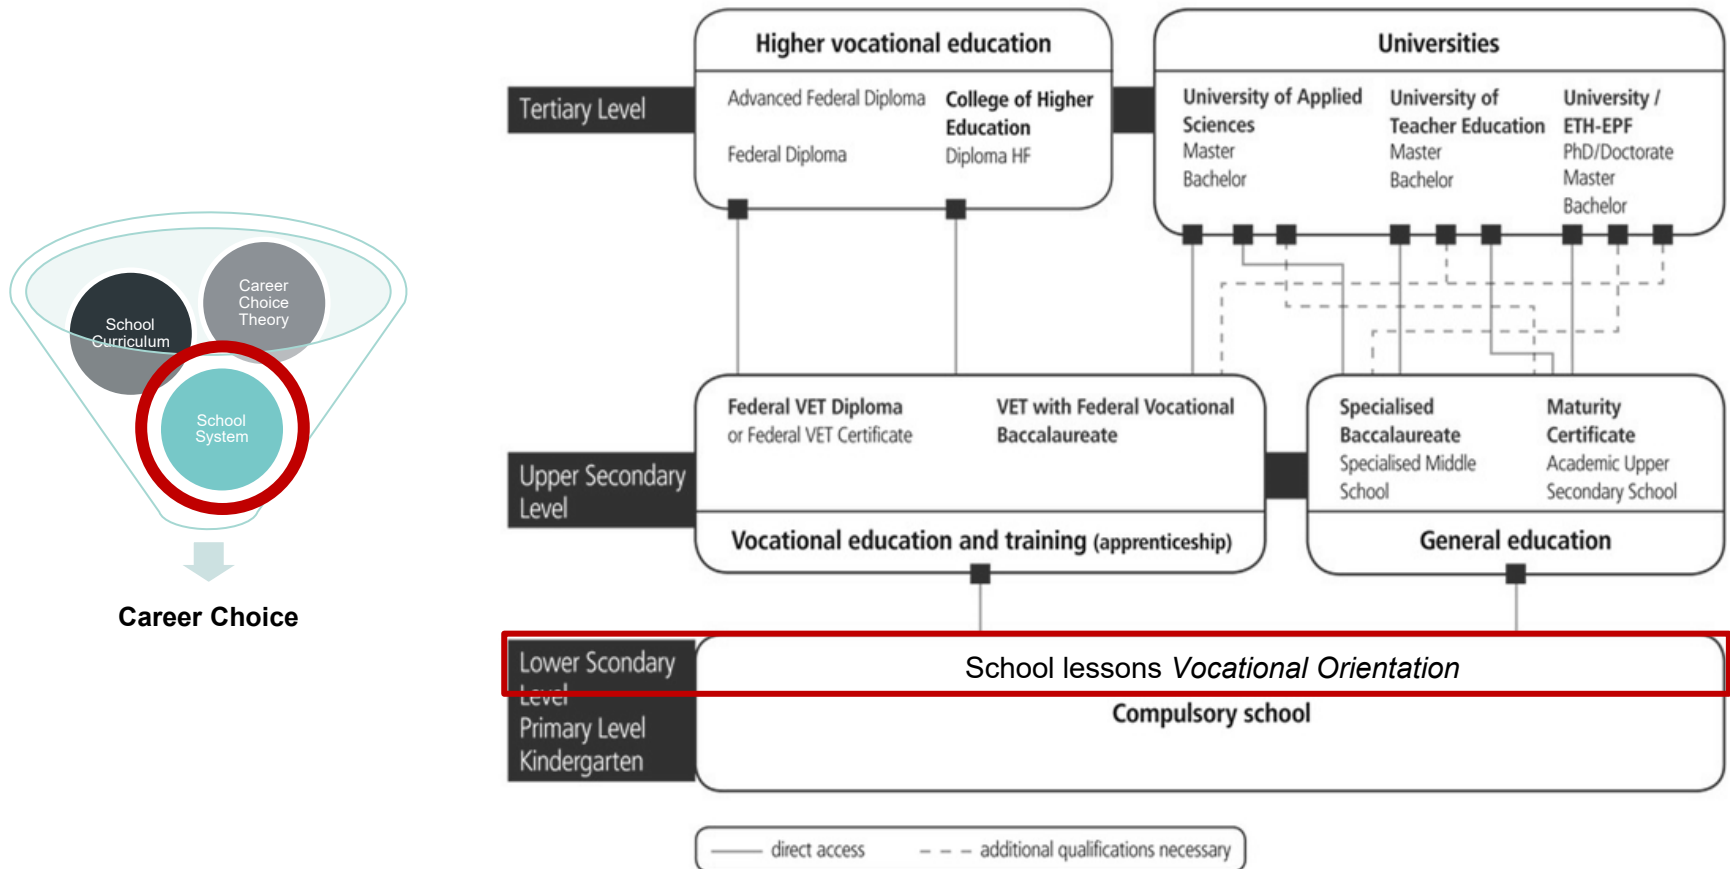 School
Curriculum
Career
Choice
Theory
School
System
Career Choice
Tertiary Level
Higher vocational education
Advanced Federal Diploma
Federal Diploma
College of Higher
Education
Diploma HF
Universities
University of Applied
Sciences
Master
Bachelor
University of
Teacher Education
Master
Bachelor
University /
ETH-EPF
PhD/Doctorate
Master
Bachelor
Upper Secondary
Level
Federal VET Diploma
or Federal VET Certificate
VET with Federal Vocational
Baccalaureate
Vocational education and training (apprenticeship)
Specialised
Baccalaureate
Specialised Middle
School
Maturity
Certificate
Academic Upper
Secondary School
General education
Lower Scondary
Level
Primary Level
Kindergarten
School lessons Vocational Orientation
Compulsory school
direct access
additional qualifications necessary